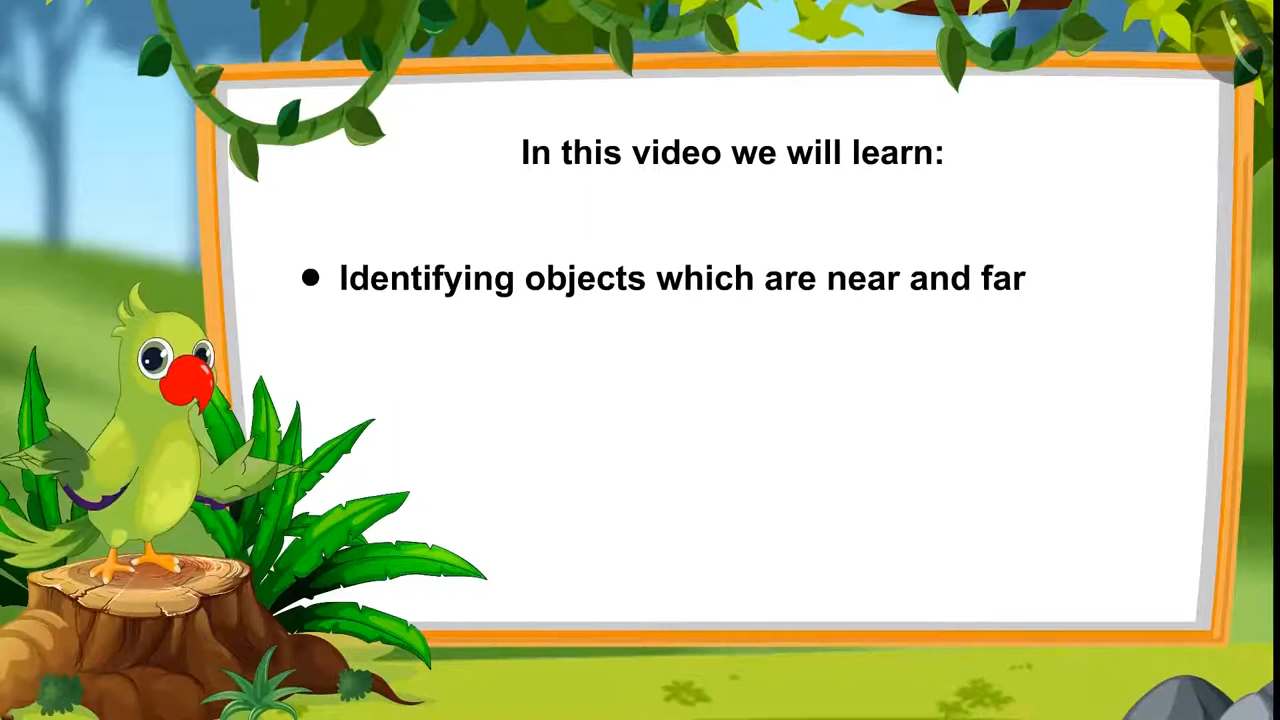 In this video we will learn:
● Identifying objects which are near and far